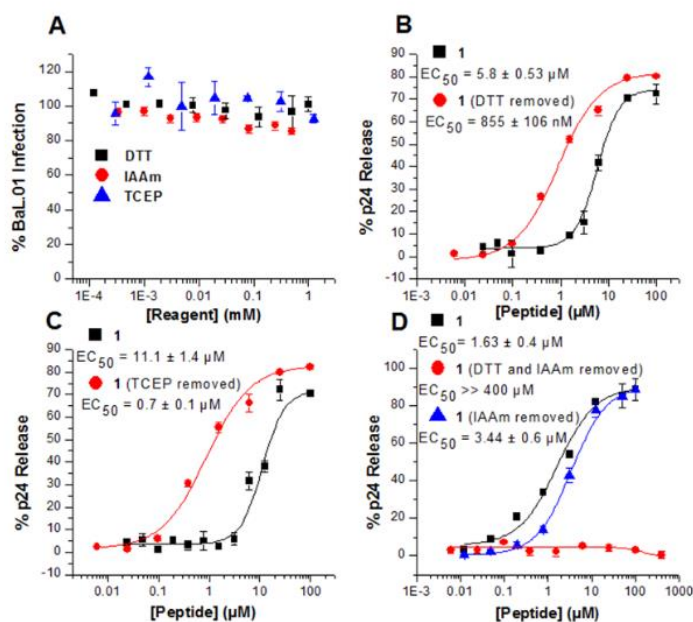 A
% BaL.01 Infection
120
100
80
60
40
20
0
DTT
IAAm
TCEP
1E-4
1E-3
0.01
0.1
1
[Reagent] (mM)
B
% p24 Release
90
80
70
60
50
40
30
20
10
0
-10
1
EC50 = 5.8 ± 0.53 µM
1 (DTT removed)
EC50 = 855 ± 106 nM
1E-3
0.01
0.1
1
10
100
[Peptide] (µM)
C
% p24 Release
90
80
70
60
50
40
30
20
10
0
-10
1
EC50 = 11.1 ± 1.4 µM
1 (TCEP removed)
EC50 = 0.7 ± 0.1 µM
1E-3
0.01
0.1
1
10
100
[Peptide] (µM)
D
% p24 Release
80
60
40
20
0
1
EC50 = 1.63 ± 0.4 µM
1 (DTT and IAAm removed)
EC50 >> 400 µM
1 (IAAm removed)
EC50 = 3.44 ± 0.6 µM
1E-3
0.01
0.1
1
10
100
1000
[Peptide] (µM)